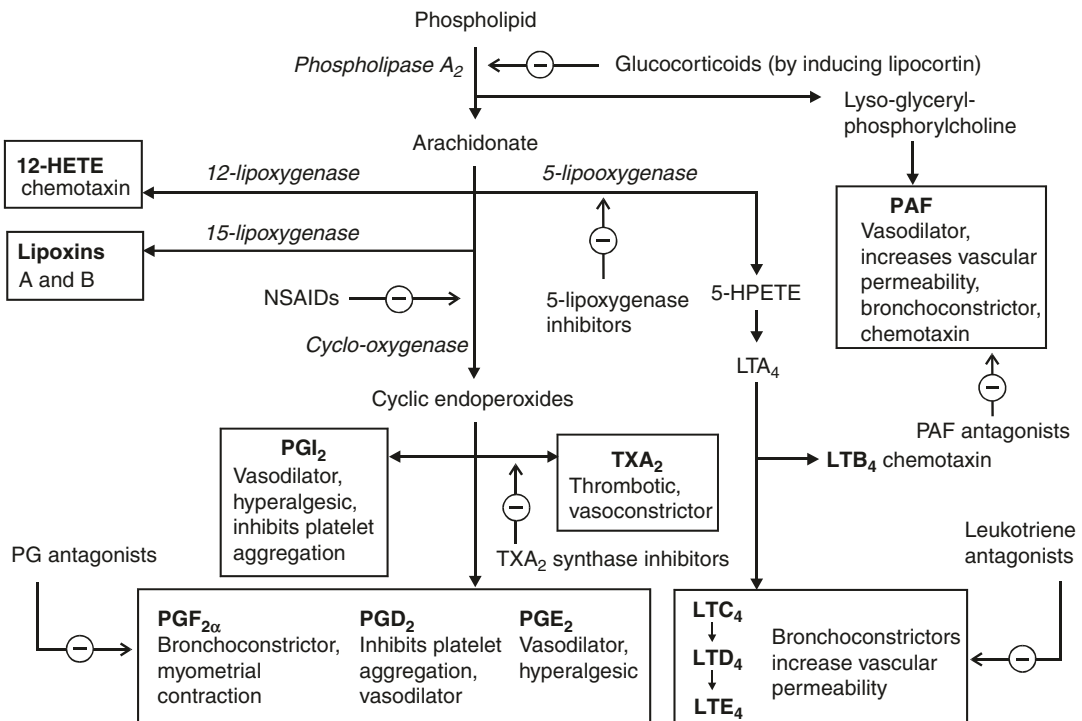 Phospholipid
Phospholipase A₂
Glucocorticoids (by inducing lipocortin)
Lyso-glyceryl-
phosphorylcholine
Arachidonate
12-HETE
chemotaxin
12-lipoxygenase
5-lipooxygenase
PAF
Vasodilator,
increases vascular
permeability,
bronchoconstrictor,
chemotaxin
15-lipoxygenase
Lipoxins
A and B
NSAIDs
5-lipoxygenase
inhibitors
5-HPETE
Cyclo-oxygenase
LTA₄
Cyclic endoperoxides
PAF antagonists
PGI₂
Vasodilator,
hyperalgesic,
inhibits platelet
aggregation
TXA₂
Thrombotic,
vasoconstrictor
LTB₄ chemotaxin
TXA₂ synthase inhibitors
PG antagonists
Leukotriene
antagonists
PGF₂α
Bronchoconstrictor,
myometrial
contraction
PGD₂
Inhibits platelet
aggregation,
vasodilator
PGE₂
Vasodilator,
hyperalgesic
LTC₄
LTD₄
LTE₄
Bronchoconstrictors
increase vascular
permeability